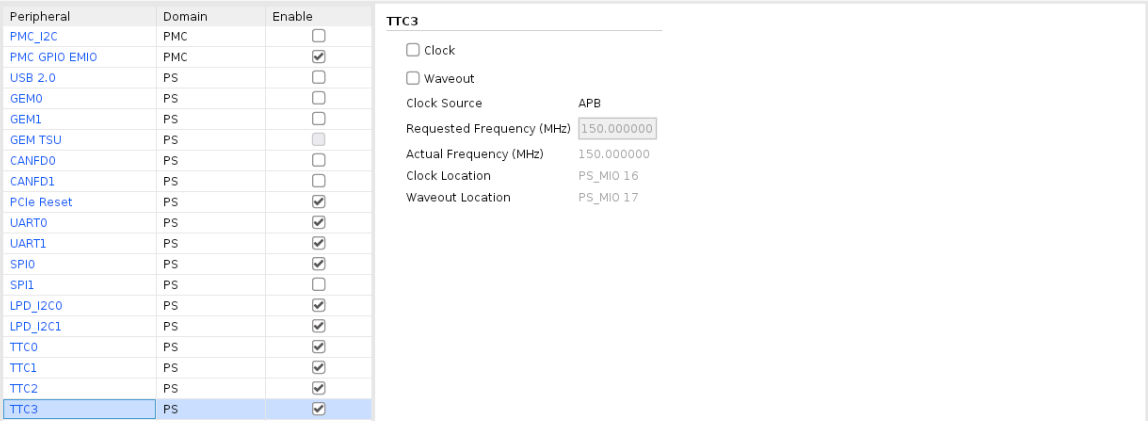 Peripheral Domain Enable
PMC_I2C PMC
PMC GPIO EMIO PMC
USB 2.0 PS
GEM0 PS
GEM1 PS
GEM TSU PS
CANFD0 PS
CANFD1 PS
PCIe Reset PS
UART0 PS
UART1 PS
SPI0 PS
SPI1 PS
LPD_I2C0 PS
LPD_I2C1 PS
TTC0 PS
TTC1 PS
TTC2 PS
TTC3 PS
TTC3
Clock
Waveout
Clock Source APB
Requested Frequency (MHz) 150.000000
Actual Frequency (MHz) 150.000000
Clock Location PS_MIO 16
Waveout Location PS_MIO 17